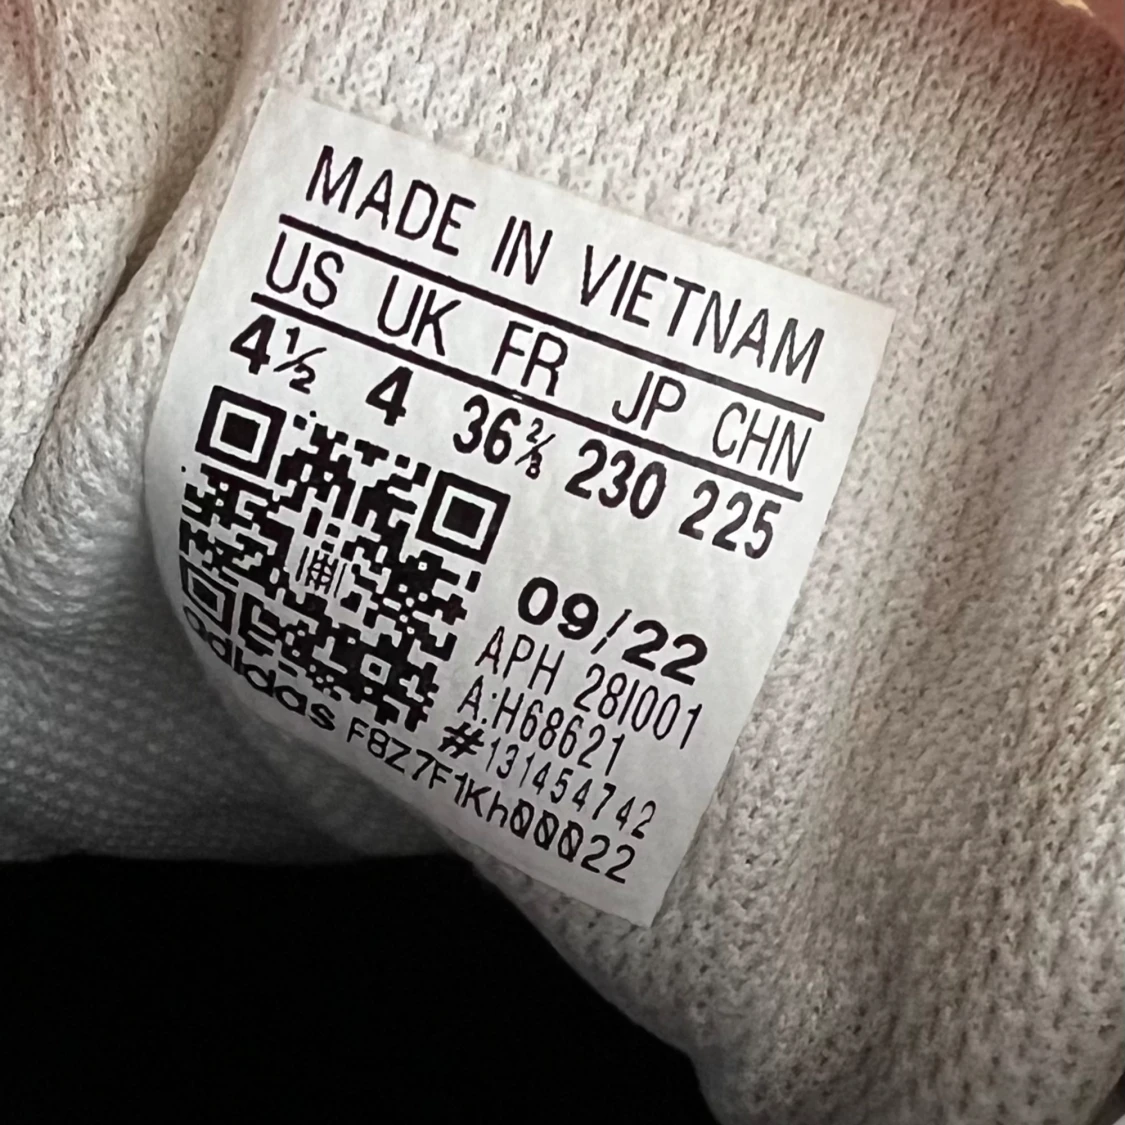 MADE IN VIETNAM
US UK FR JP CHN
4½ 4 36⅔ 230 225
09/22
APH 28I001
A:H68621
#131454742
adidas F8Z7F1Kh00022